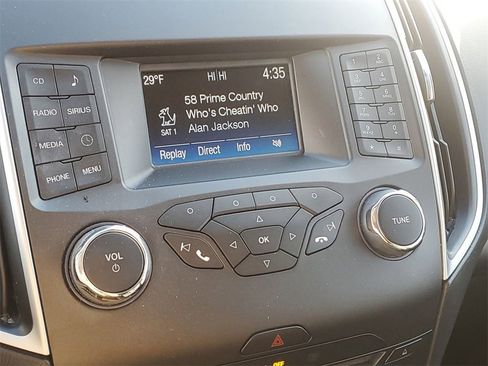 29°F HI HI 4:35
58 Prime Country
Who's Cheatin' Who
Alan Jackson
SAT 1
Replay Direct Info
CD
RADIO SIRIUS
MEDIA
PHONE MENU
VOL
OK
TUNE
OFF